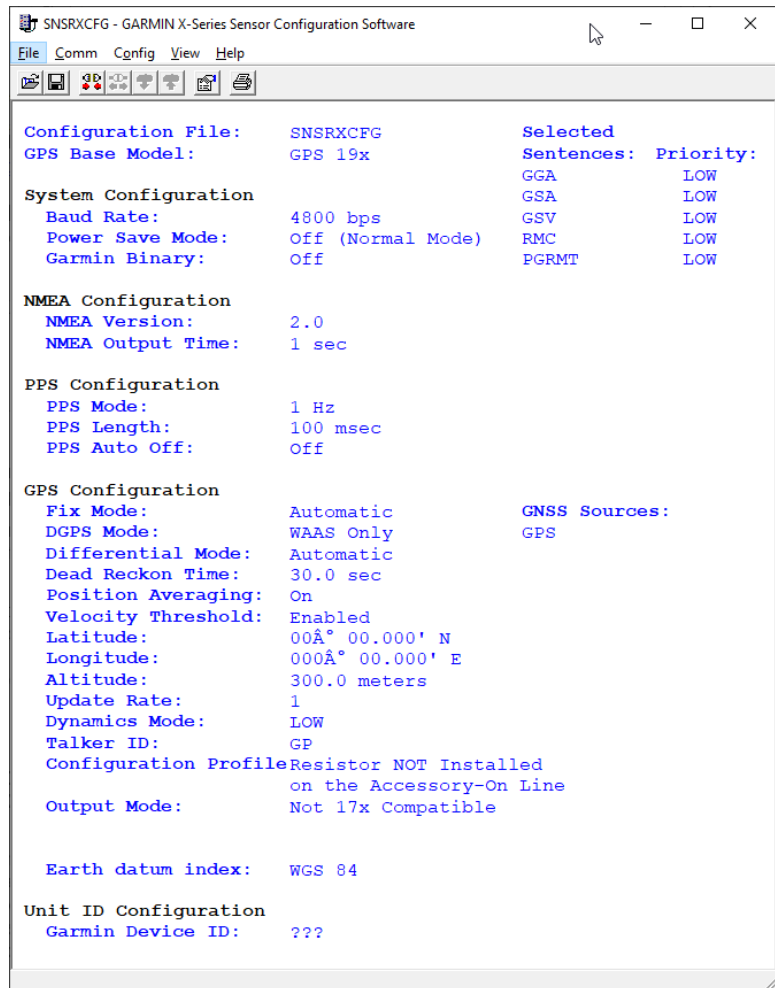 SNSRXCFG - GARMIN X-Series Sensor Configuration Software
File Comm Config View Help
Configuration File: SNSRXCFG Selected
GPS Base Model: GPS 19x Sentences: Priority:
GGA LOW
System Configuration GSA LOW
Baud Rate: 4800 bps GSV LOW
Power Save Mode: Off (Normal Mode) RMC LOW
Garmin Binary: Off PGRMT LOW
NMEA Configuration
NMEA Version: 2.0
NMEA Output Time: 1 sec
PPS Configuration
PPS Mode: 1 Hz
PPS Length: 100 msec
PPS Auto Off: Off
GPS Configuration
Fix Mode: Automatic GNSS Sources:
DGPS Mode: WAAS Only GPS
Differential Mode: Automatic
Dead Reckon Time: 30.0 sec
Position Averaging: On
Velocity Threshold: Enabled
Latitude: 00Â° 00.000' N
Longitude: 000Â° 00.000' E
Altitude: 300.0 meters
Update Rate: 1
Dynamics Mode: LOW
Talker ID: GP
Configuration Profile Resistor NOT Installed
on the Accessory-On Line
Output Mode: Not 17x Compatible
Earth datum index: WGS 84
Unit ID Configuration
Garmin Device ID: ???